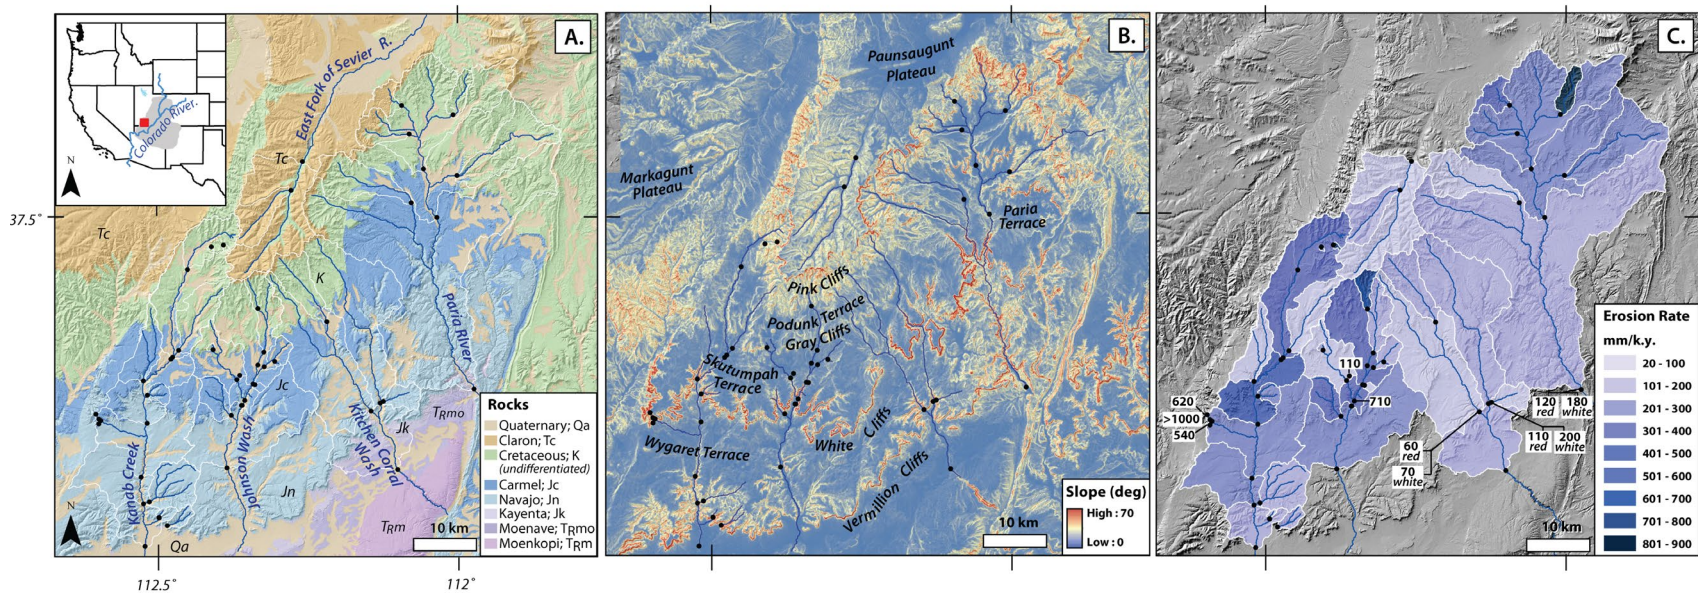 A.
East Fork of Sevier R.
Colorado River.
N
Tc
Tc
K
37.5°
Paria River
Jc
Kanab Creek
Johnson Wash
Kitchen Corral
Wash
TRmo
Jk
Jn
TRm
Qa
N
10 km
112.5°
112°
Rocks
Quaternary; Qa
Claron; Tc
Cretaceous; K
(undifferentiated)
Carmel; Jc
Navajo; Jn
Kayenta; Jk
Moenave; TRmo
Moenkopi; TRm
B.
Paunsaugunt
Plateau
Markagunt
Plateau
Paria
Terrace
Pink Cliffs
Podunk Terrace
Gray Cliffs
Skutumpah
Terrace
Wygaret Terrace
White
Cliffs
Vermillion Cliffs
Slope (deg)
High : 70
Low : 0
10 km
C.
110
710
620
>1000
540
120
red
180
white
110
red
200
white
60
red
70
white
10 km
Erosion Rate
mm/k.y.
20 - 100
101 - 200
201 - 300
301 - 400
401 - 500
501 - 600
601 - 700
701 - 800
801 - 900